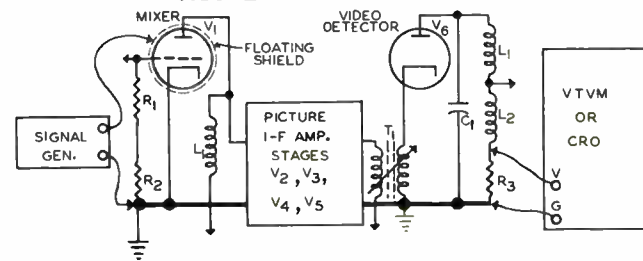 MIXER
V1
FLOATING
SHIELD
R1
R2
SIGNAL
GEN.
L1
PICTURE
I-F AMP.
STAGES
V2, V3,
V4, V5
T1
VIDEO
DETECTOR
V6
C1
L1
L2
R3
VTVM
OR
CRO
V
G